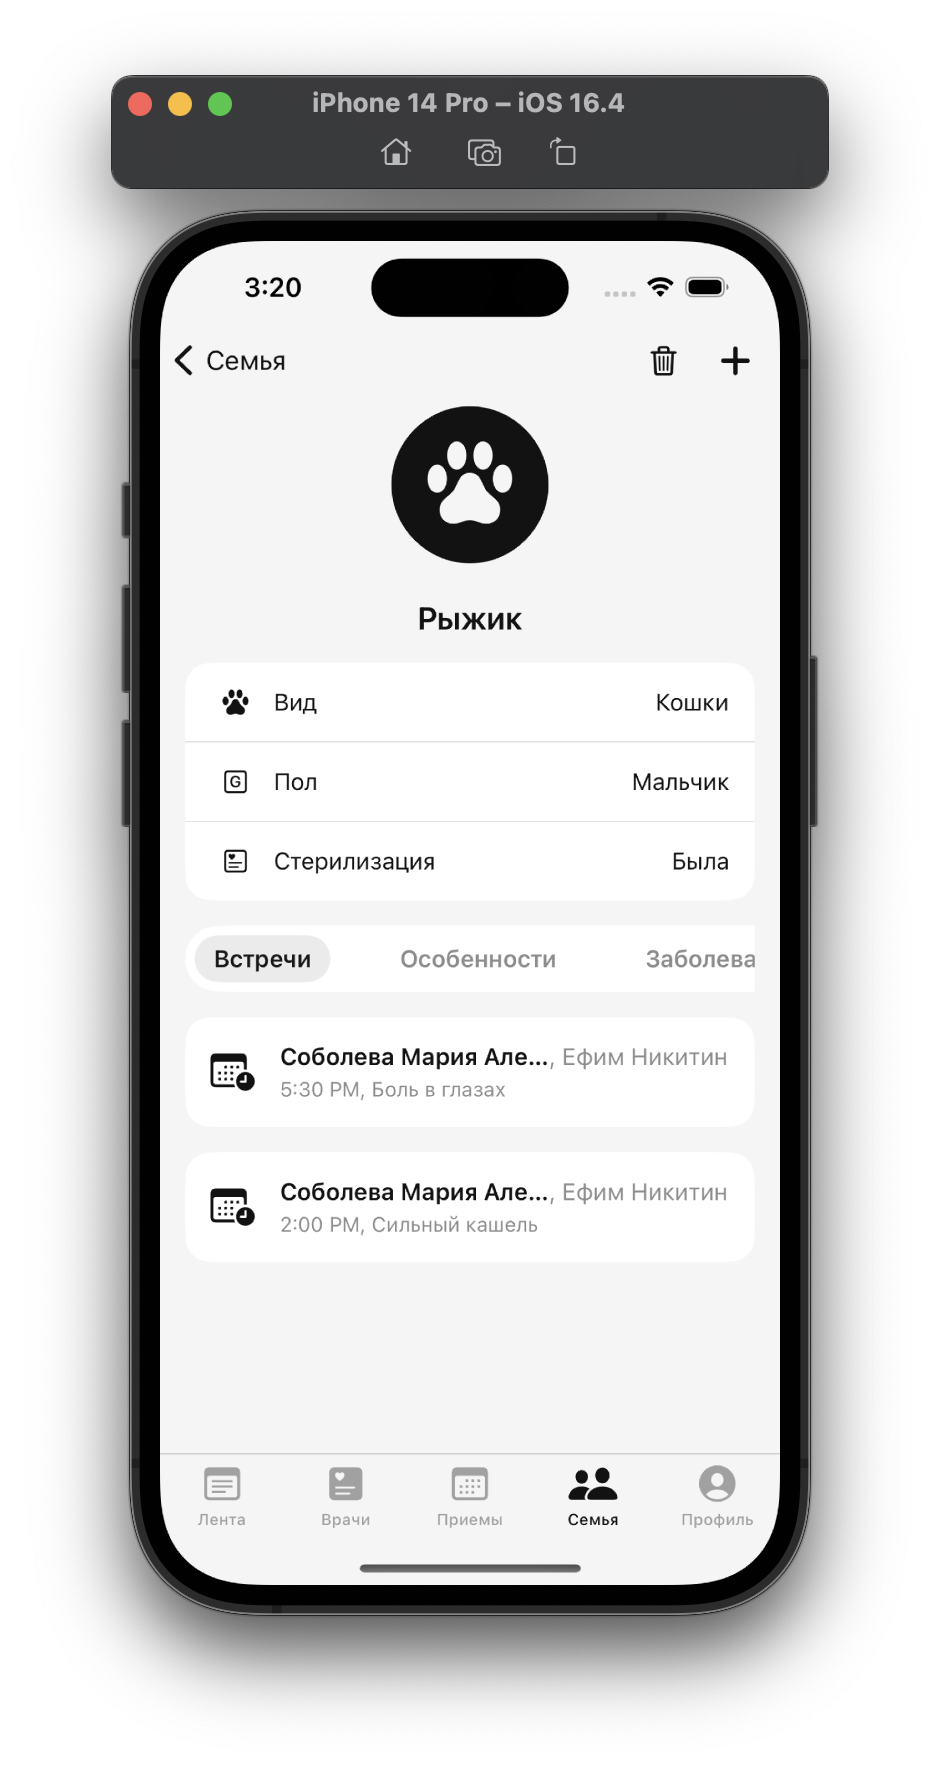 iPhone 14 Pro – iOS 16.4
3:20
Семья
Рыжик
Вид Кошки
G Пол Мальчик
Стерилизация Была
Встречи Особенности Заболева
Соболева Мария Але..., Ефим Никитин
5:30 PM, Боль в глазах
Соболева Мария Але..., Ефим Никитин
2:00 PM, Сильный кашель
Лента Врачи Приемы Семья Профиль